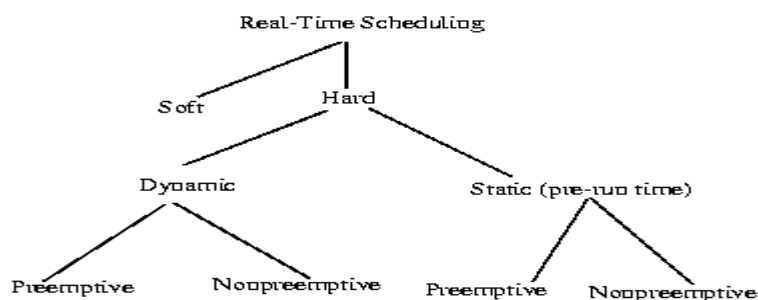 Real-Time Scheduling
Soft
Hard
Dynamic
Static (pre-run time)
Preemptive
Nonpreemptive
Preemptive
Nonpreemptive